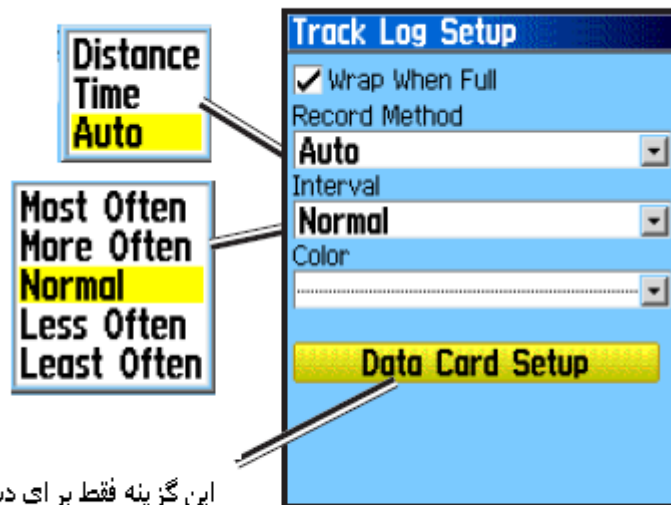 Distance
Time
Auto
Most Often
More Often
Normal
Less Often
Least Often
Track Log Setup
Wrap When Full
Record Method
Auto
Interval
Normal
Color
Data Card Setup
این گزینه فقط برای